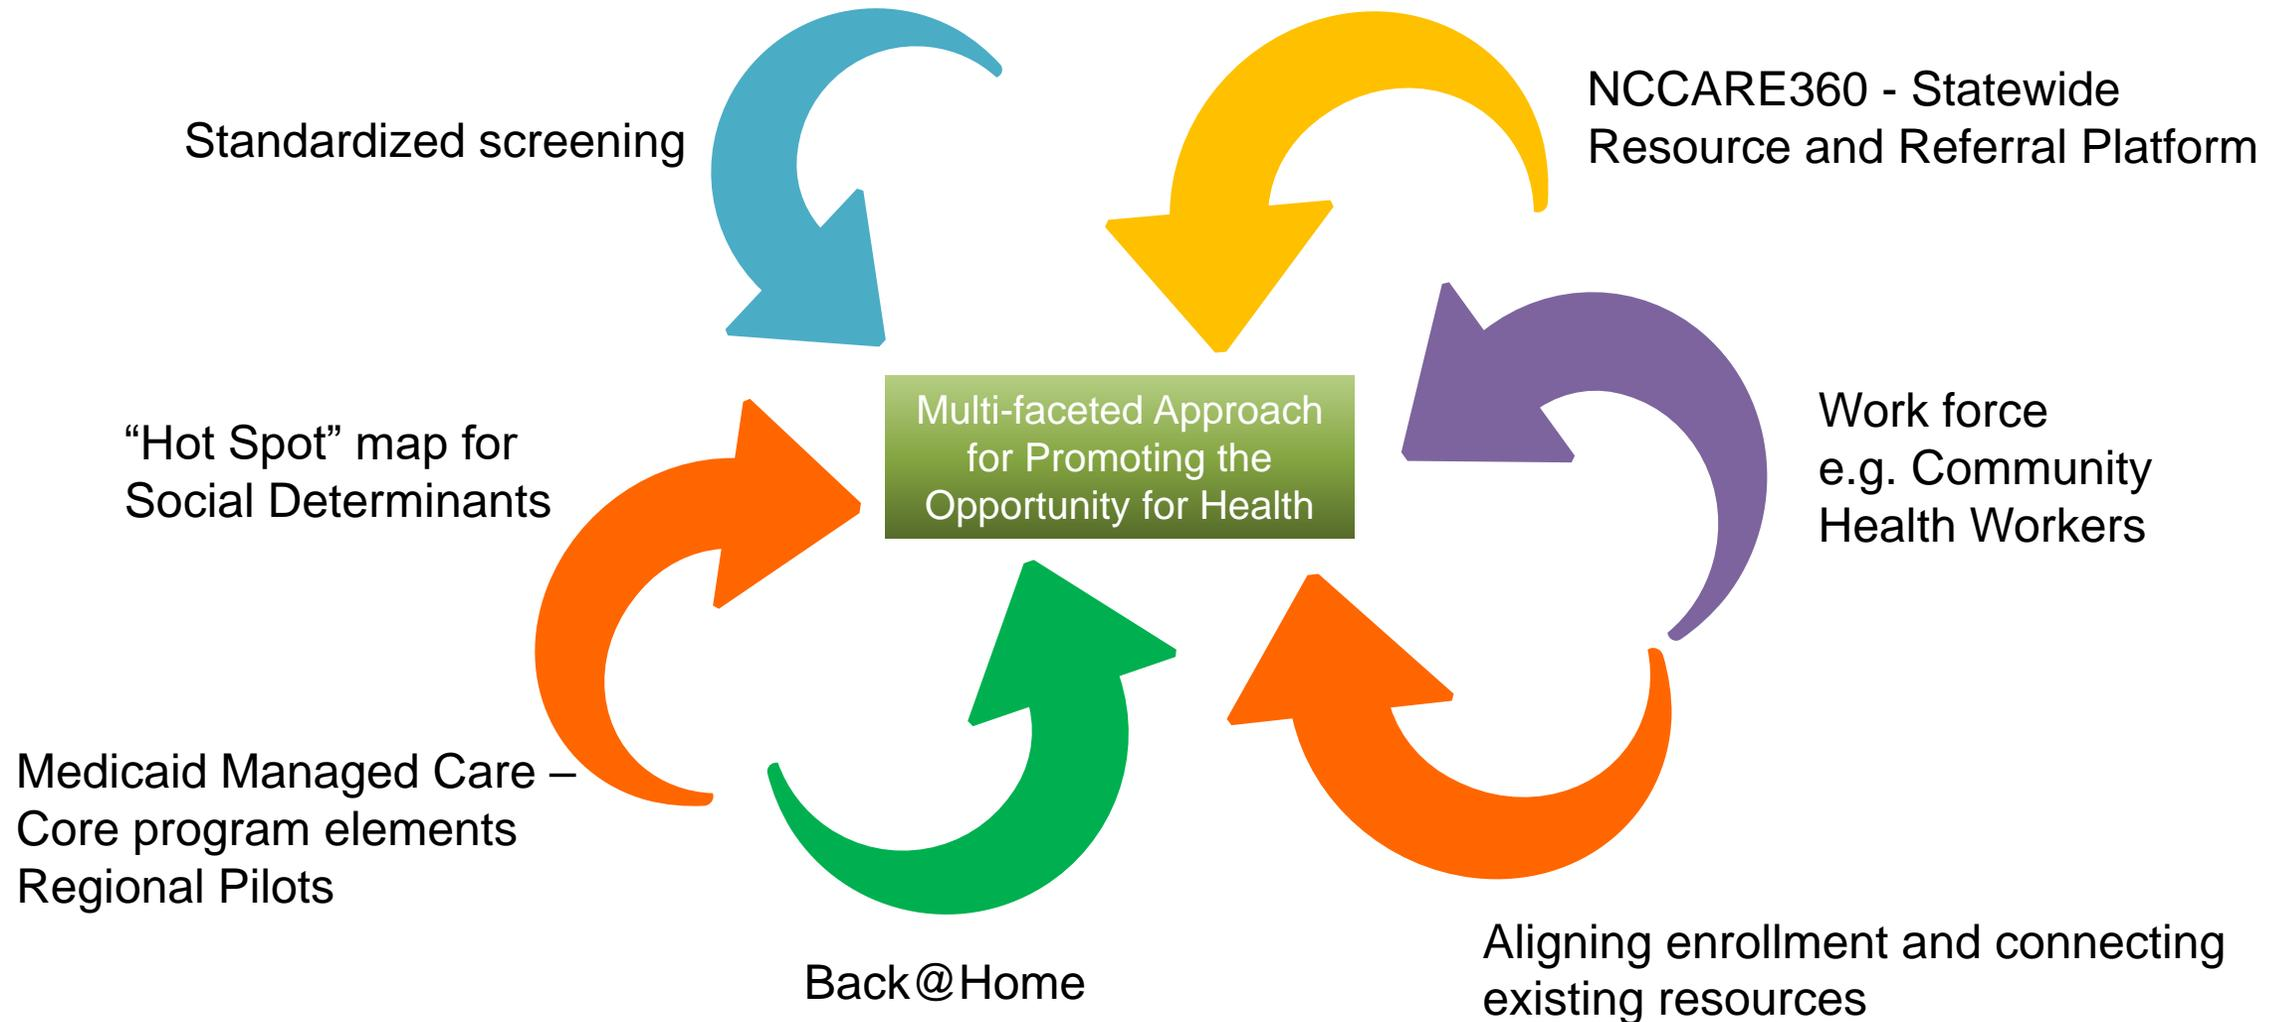 Standardized screening
NCCARE360 - Statewide
Resource and Referral Platform
“Hot Spot” map for
Social Determinants
Multi-faceted Approach
for Promoting the
Opportunity for Health
Work force
e.g. Community
Health Workers
Medicaid Managed Care –
Core program elements
Regional Pilots
Back@Home
Aligning enrollment and connecting
existing resources